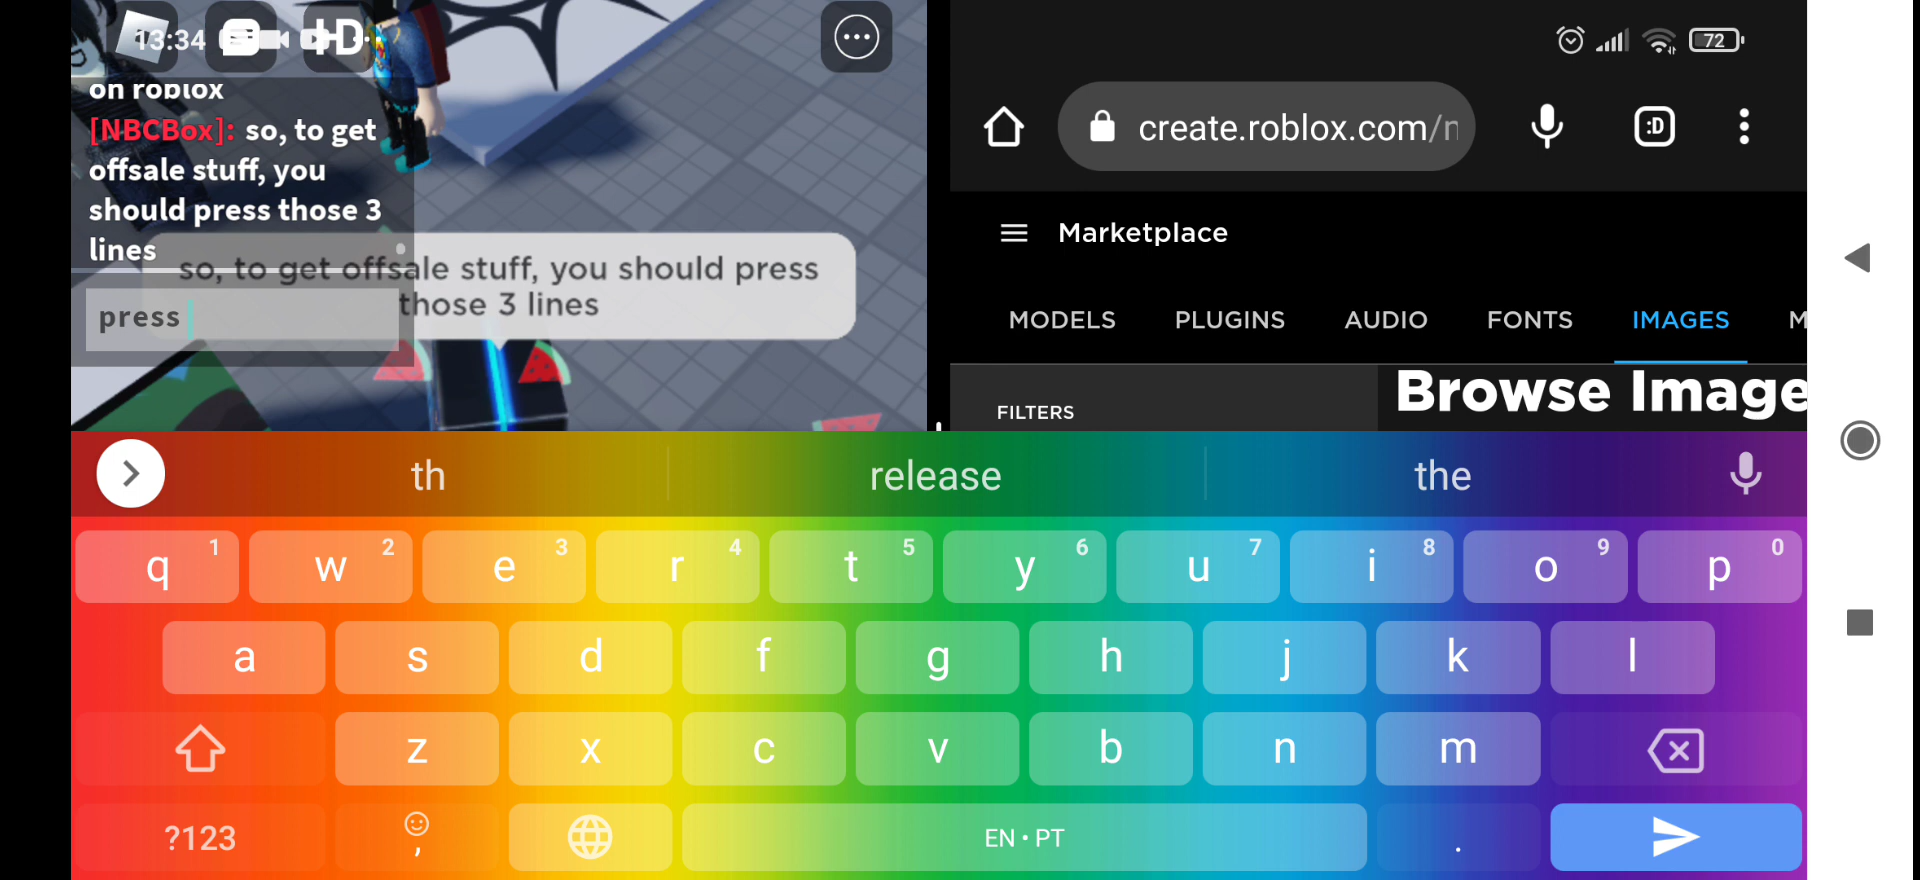 13:34
72
on roblox
[NBCBox]: so, to get
offsale stuff, you
should press those 3
lines
so, to get offsale stuff, you should press
those 3 lines
press
create.roblox.com/
:D
Marketplace
MODELS PLUGINS AUDIO FONTS IMAGES M
FILTERS
Browse Image
th release the
q 1 w 2 e 3 r 4 t 5 y 6 u 7 i 8 o 9 p 0
a s d f g h j k l
z x c v b n m
?123 , EN • PT .